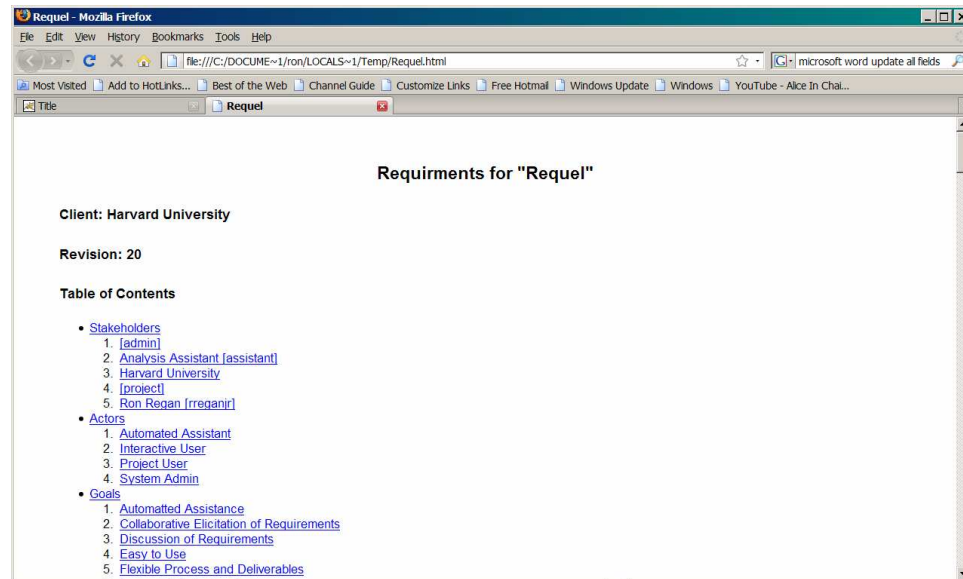 Requel - Mozilla Firefox
File Edit View History Bookmarks Tools Help
file:///C:/DOCUME~1/ron/LOCALS~1/Temp/Requel.html G microsoft word update all fields
Most Visited Add to HotLinks... Best of the Web Channel Guide Customize Links Free Hotmail Windows Update Windows YouTube - Alice In Chai...
Title Requel
Requirments for "Requel"
Client: Harvard University
Revision: 20
Table of Contents
• Stakeholders
1. [admin]
2. Analysis Assistant [assistant]
3. Harvard University
4. [project]
5. Ron Regan [rreganjr]
• Actors
1. Automated Assistant
2. Interactive User
3. Project User
4. System Admin
• Goals
1. Automatted Assistance
2. Collaborative Elicitation of Requirements
3. Discussion of Requirements
4. Easy to Use
5. Flexible Process and Deliverables